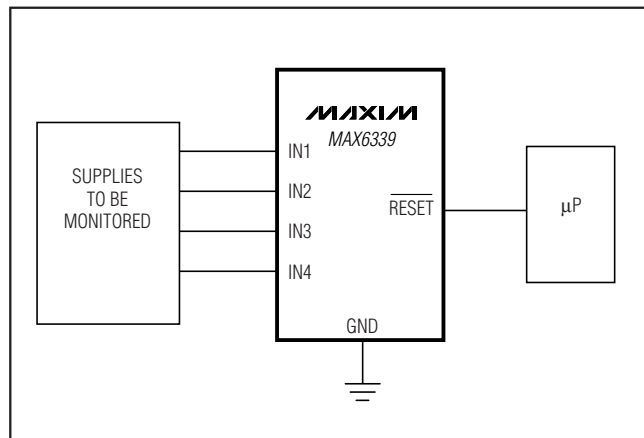 SUPPLIES
TO BE
MONITORED
MAXIM
MAX6339
IN1
IN2
IN3
IN4
RESET
GND
μP